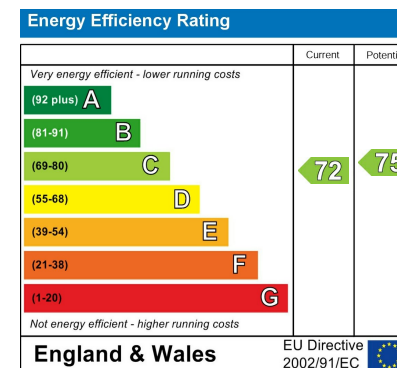 Energy Efficiency Rating
Current Potenti
Very energy efficient - lower running costs
(92 plus) A
(81-91) B
(69-80) C
72 75
(55-68) D
(39-54) E
(21-38) F
(1-20) G
Not energy efficient - higher running costs
England & Wales
EU Directive
2002/91/EC